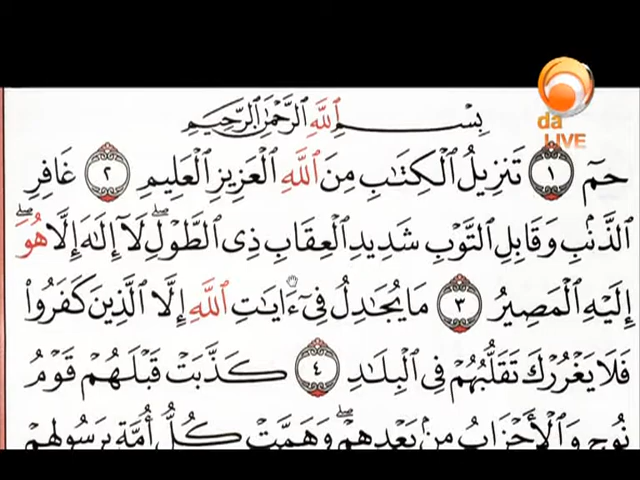 da
LIVE
بِسْمِ ٱللَّهِ ٱلرَّحْمَٰنِ ٱلرَّحِيمِ
حمٓ ١ تَنزِيلُ ٱلْكِتَٰبِ مِنَ ٱللَّهِ ٱلْعَزِيزِ ٱلْعَلِيمِ ٢ غَافِرِ
ٱلذَّنۢبِ وَقَابِلِ ٱلتَّوْبِ شَدِيدِ ٱلْعِقَابِ ذِى ٱلطَّوْلِۖ لَآ إِلَٰهَ إِلَّا هُوَۖ
إِلَيْهِ ٱلْمَصِيرُ ٣ مَا يُجَٰدِلُ فِىٓ ءَايَٰتِ ٱللَّهِ إِلَّا ٱلَّذِينَ كَفَرُوا۟
فَلَا يَغْرُرْكَ تَقَلُّبُهُمْ فِى ٱلْبِلَٰدِ ٤ كَذَّبَتْ قَبْلَهُمْ قَوْمُ
نُوحٍ وَٱلْأَحْزَابُ مِنۢ بَعْدِهِمْۖ وَهَمَّتْ كُلُّ أُمَّةٍۭ بِرَسُولِهِمْ